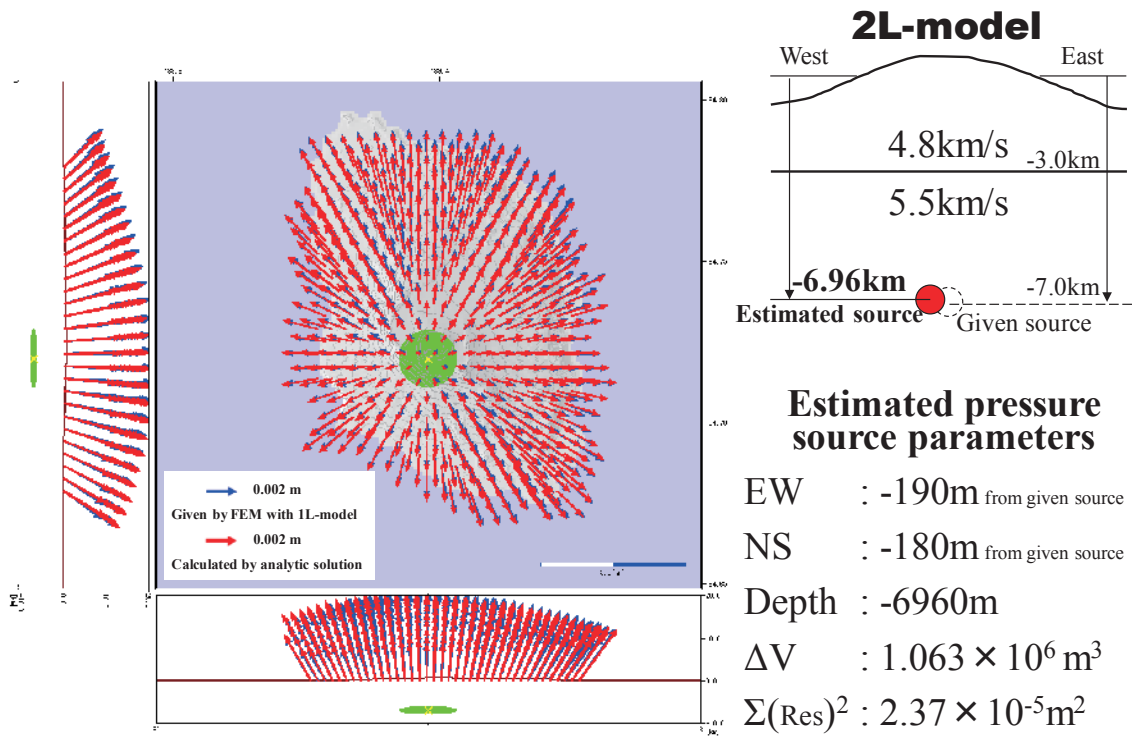 2L-model
West
East
4.8km/s
-3.0km
5.5km/s
-6.96km
-7.0km
Estimated source
Given source
0.002 m
Given by FEM with 1L-model
0.002 m
Calculated by analytic solution
Estimated pressure
source parameters
EW : -190m from given source
NS : -180m from given source
Depth : -6960m
ΔV : 1.063 × 10⁶ m³
Σ(Res)² : 2.37 × 10⁻⁵m²